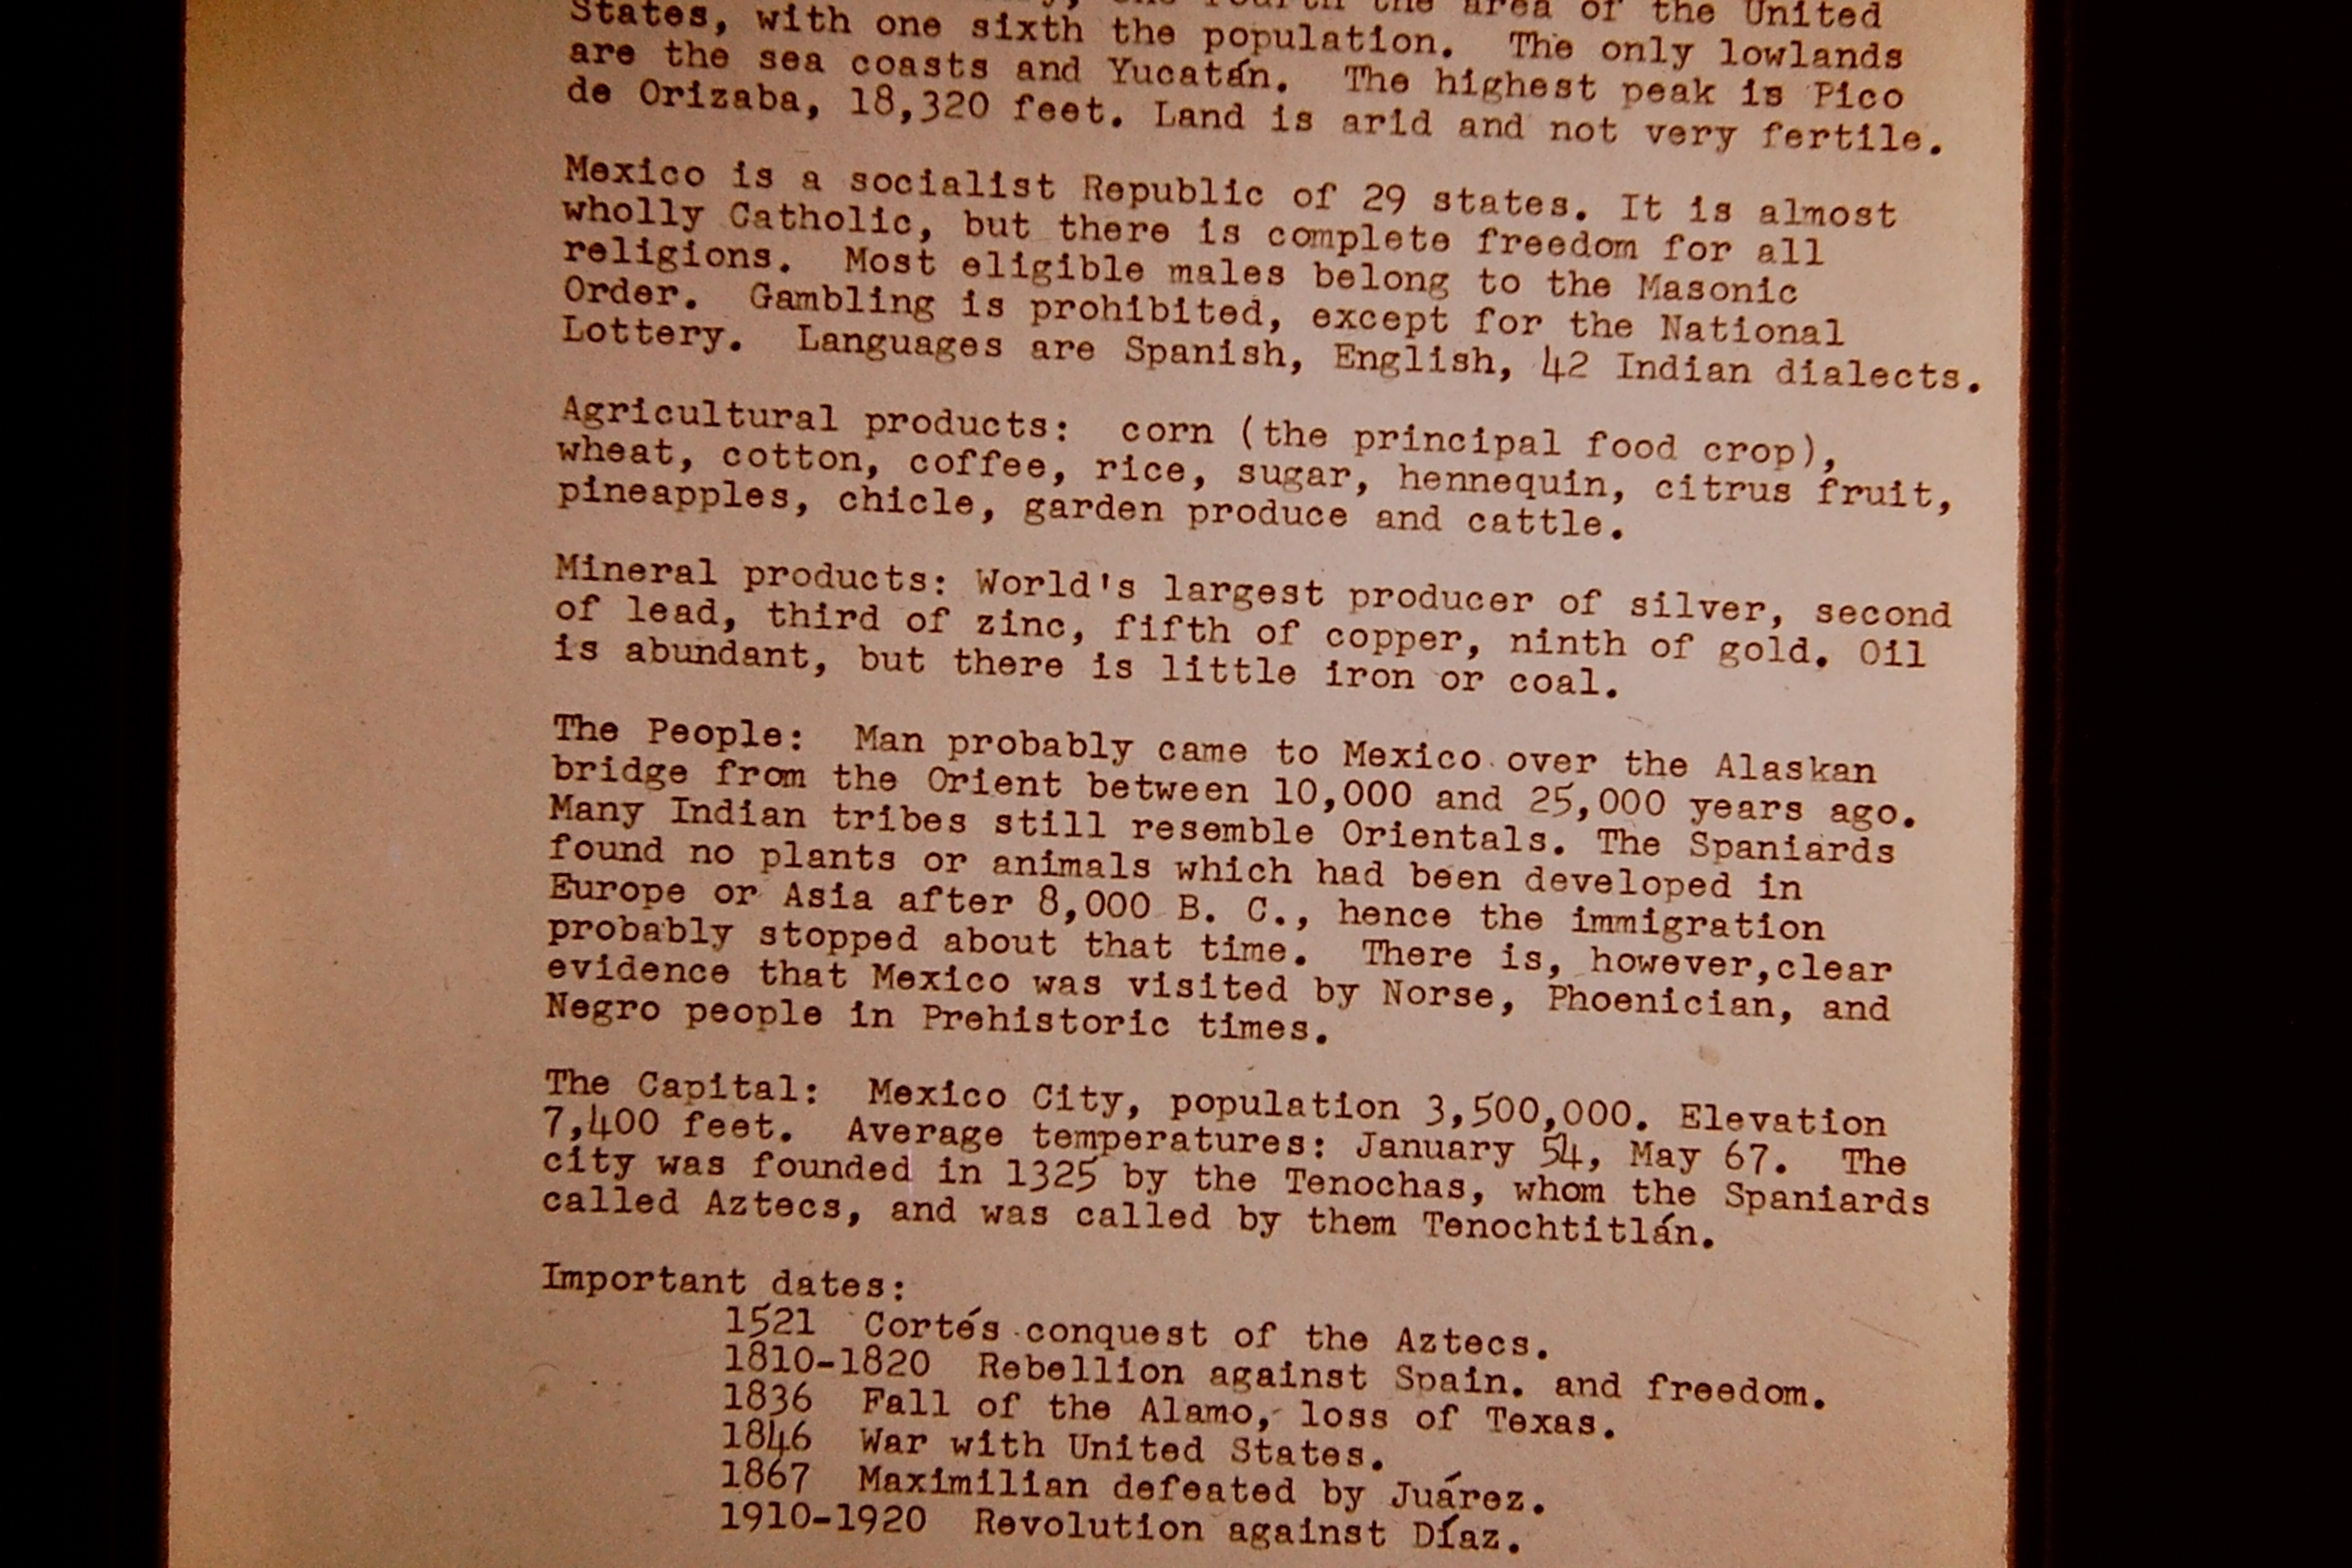 fourth the area of the United
States, with one sixth the population.  The only lowlands
are the sea coasts and Yucatán.  The highest peak is Pico
de Orizaba, 18,320 feet. Land is arid and not very fertile.
Mexico is a socialist Republic of 29 states. It is almost
wholly Catholic, but there is complete freedom for all
religions.  Most eligible males belong to the Masonic
Order.  Gambling is prohibited, except for the National
Lottery.  Languages are Spanish, English, 42 Indian dialects.
Agricultural products:  corn (the principal food crop),
wheat, cotton, coffee, rice, sugar, hennequin, citrus fruit,
pineapples, chicle, garden produce and cattle.
Mineral products: World's largest producer of silver, second
of lead, third of zinc, fifth of copper, ninth of gold. Oil
is abundant, but there is little iron or coal.
The People:  Man probably came to Mexico over the Alaskan
bridge from the Orient between 10,000 and 25,000 years ago.
Many Indian tribes still resemble Orientals. The Spaniards
found no plants or animals which had been developed in
Europe or Asia after 8,000 B. C., hence the immigration
probably stopped about that time.  There is, however,clear
evidence that Mexico was visited by Norse, Phoenician, and
Negro people in Prehistoric times.
The Capital:  Mexico City, population 3,500,000. Elevation
7,400 feet.  Average temperatures: January 54, May 67.  The
city was founded in 1325 by the Tenochas, whom the Spaniards
called Aztecs, and was called by them Tenochtitlán.
Important dates:
1521  Cortés conquest of the Aztecs.
1810-1820  Rebellion against Spain. and freedom.
1836  Fall of the Alamo, loss of Texas.
1846  War with United States.
1867  Maximilian defeated by Juárez.
1910-1920  Revolution against Díaz.